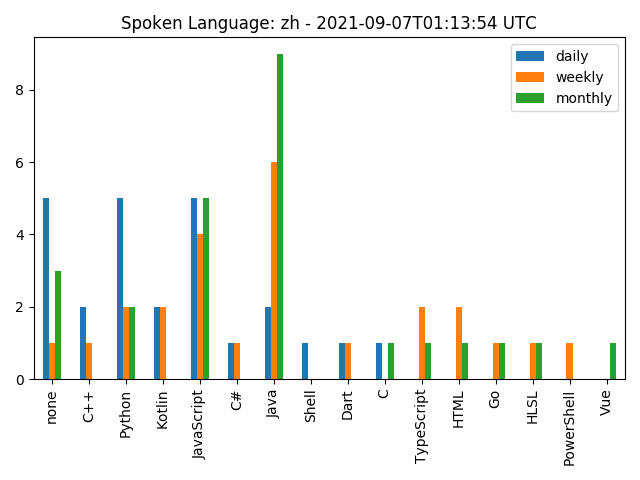 Spoken Language: zh - 2021-09-07T01:13:54 UTC
daily
weekly
monthly
8
6
4
2
0
none
C++
Python
Kotlin
JavaScript
C#
Java
Shell
Dart
C
TypeScript
HTML
Go
HLSL
PowerShell
Vue